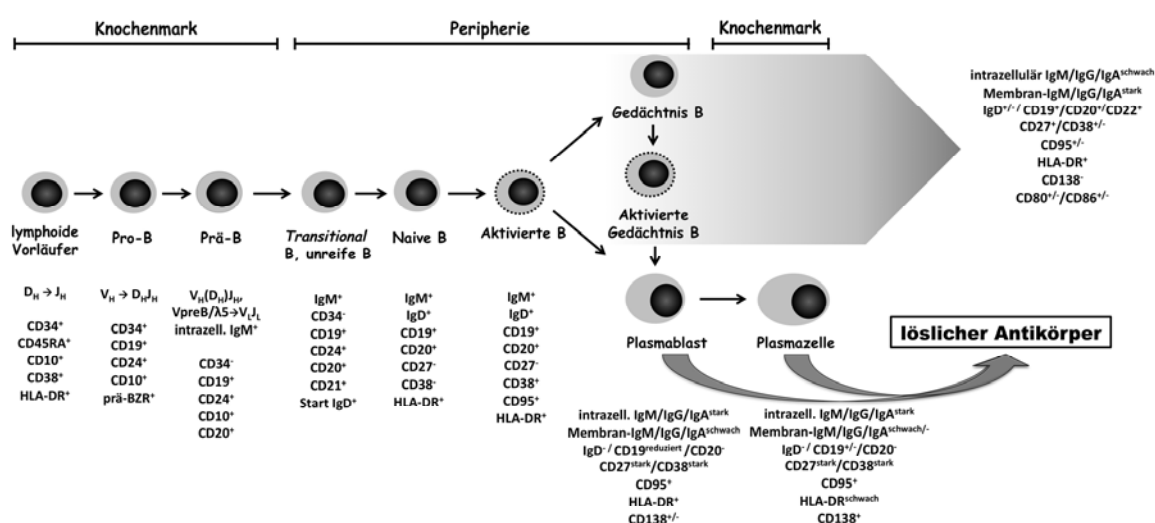 Knochenmark
Peripherie
Knochenmark
Gedächtnis B
Aktivierte
Gedächtnis B
intrazellulär IgM/IgG/IgAschwach
Membran-IgM/IgG/IgAstark
IgD+/- / CD19+/CD20+/CD22+
CD27+/CD38+/-
CD95+/-
HLA-DR+
CD138-
CD80+/-/CD86+/-
lymphoide
Vorläufer
DH → JH
CD34+
CD45RA+
CD10+
CD38+
HLA-DR+
Pro-B
VH → DHJH
CD34+
CD19+
CD24+
CD10+
prä-BZR+
Prä-B
VH(DH)JH,
VpreB/λ5→VLJL
intrazell. IgM+
CD34-
CD19+
CD24+
CD10+
CD20+
Transitional
B, unreife B
IgM+
CD34-
CD19+
CD24+
CD20+
CD21+
Start IgD+
Naive B
IgM+
IgD+
CD19+
CD20+
CD27-
CD38-
HLA-DR+
Aktivierte B
IgM+
IgD+
CD19+
CD20+
CD27-
CD38+
CD95+
HLA-DR+
Plasmablast
intrazell. IgM/IgG/IgAstark
Membran-IgM/IgG/IgAschwach
IgD- / CD19reduziert /CD20-
CD27stark/CD38stark
CD95+
HLA-DR+
CD138+/-
Plasmazelle
intrazell. IgM/IgG/IgAstark
Membran-IgM/IgG/IgAschwach/-
IgD- / CD19+/- /CD20-
CD27stark/CD38stark
CD95+
HLA-DRschwach
CD138+
löslicher Antikörper